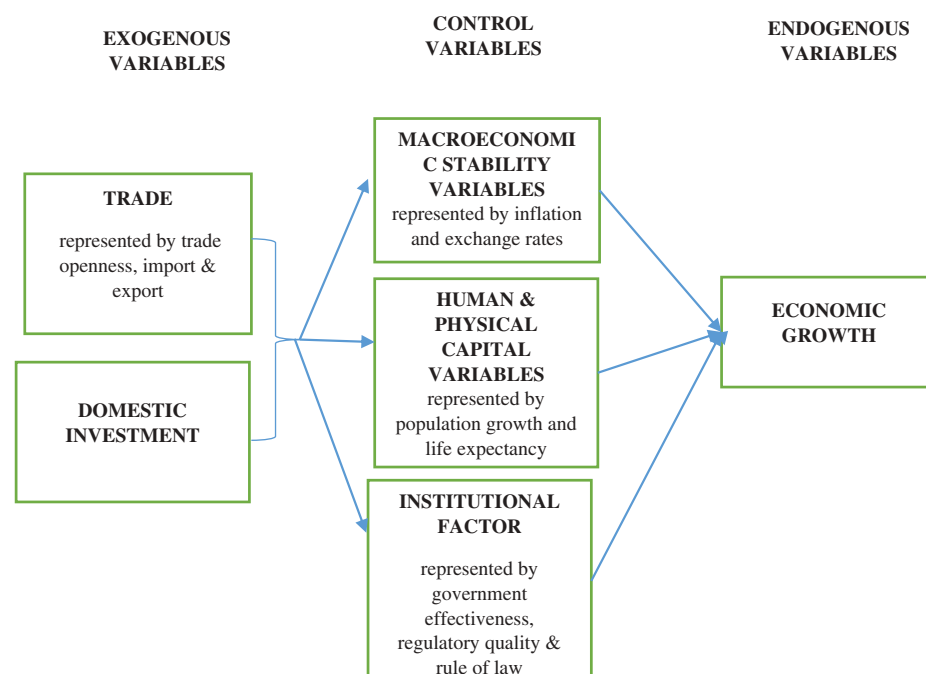 EXOGENOUS
VARIABLES
CONTROL
VARIABLES
ENDOGENOUS
VARIABLES
TRADE
represented by trade
openness, import &
export
DOMESTIC
INVESTMENT
MACROECONOMI
C STABILITY
VARIABLES
represented by inflation
and exchange rates
HUMAN &
PHYSICAL
CAPITAL
VARIABLES
represented by
population growth and
life expectancy
INSTITUTIONAL
FACTOR
represented by
government
effectiveness,
regulatory quality &
rule of law
ECONOMIC
GROWTH